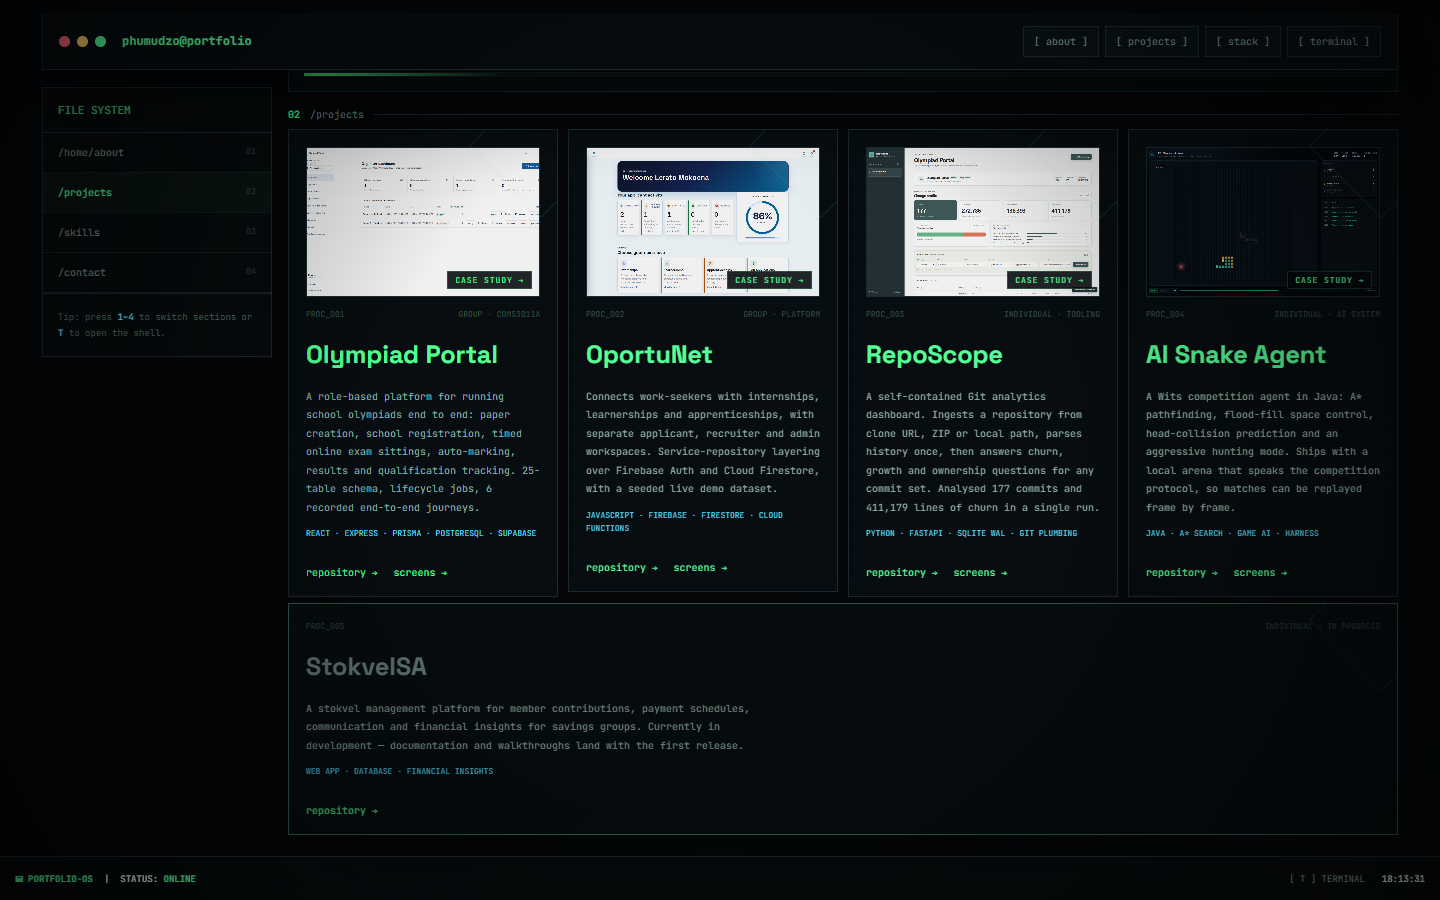 phumudzo@portfolio
[ about ] [ projects ] [ stack ] [ terminal ]
FILE SYSTEM
/home/about 01
/projects 02
/skills 03
/contact 04
Tip: press 1–4 to switch sections or
T to open the shell.
02 /projects
CASE STUDY →
PROC_001 GROUP · COMS3011A
Olympiad Portal
A role-based platform for running
school olympiads end to end: paper
creation, school registration, timed
online exam sittings, auto-marking,
results and qualification tracking. 25-
table schema, lifecycle jobs, 6
recorded end-to-end journeys.
REACT · EXPRESS · PRISMA · POSTGRESQL · SUPABASE
repository → screens →
Welcome Lerato Mokoena
2 1 1 0 0
86%
CASE STUDY →
PROC_002 GROUP · PLATFORM
OportuNet
Connects work-seekers with internships,
learnerships and apprenticeships, with
separate applicant, recruiter and admin
workspaces. Service-repository layering
over Firebase Auth and Cloud Firestore,
with a seeded live demo dataset.
JAVASCRIPT · FIREBASE · FIRESTORE · CLOUD
FUNCTIONS
repository → screens →
Olympiad Portal
177
CASE STUDY →
PROC_003 INDIVIDUAL · TOOLING
RepoScope
A self-contained Git analytics
dashboard. Ingests a repository from
clone URL, ZIP or local path, parses
history once, then answers churn,
growth and ownership questions for any
commit set. Analysed 177 commits and
411,179 lines of churn in a single run.
PYTHON · FASTAPI · SQLITE WAL · GIT PLUMBING
repository → screens →
CASE STUDY →
PROC_004 INDIVIDUAL · AI SYSTEM
AI Snake Agent
A Wits competition agent in Java: A*
pathfinding, flood-fill space control,
head-collision prediction and an
aggressive hunting mode. Ships with a
local arena that speaks the competition
protocol, so matches can be replayed
frame by frame.
JAVA · A* SEARCH · GAME AI · HARNESS
repository → screens →
PROC_005 INDIVIDUAL · IN PROGRESS
StokvelSA
A stokvel management platform for member contributions, payment schedules,
communication and financial insights for savings groups. Currently in
development — documentation and walkthroughs land with the first release.
WEB APP · DATABASE · FINANCIAL INSIGHTS
repository →
PORTFOLIO-OS | STATUS: ONLINE
[ T ] TERMINAL 18:13:31